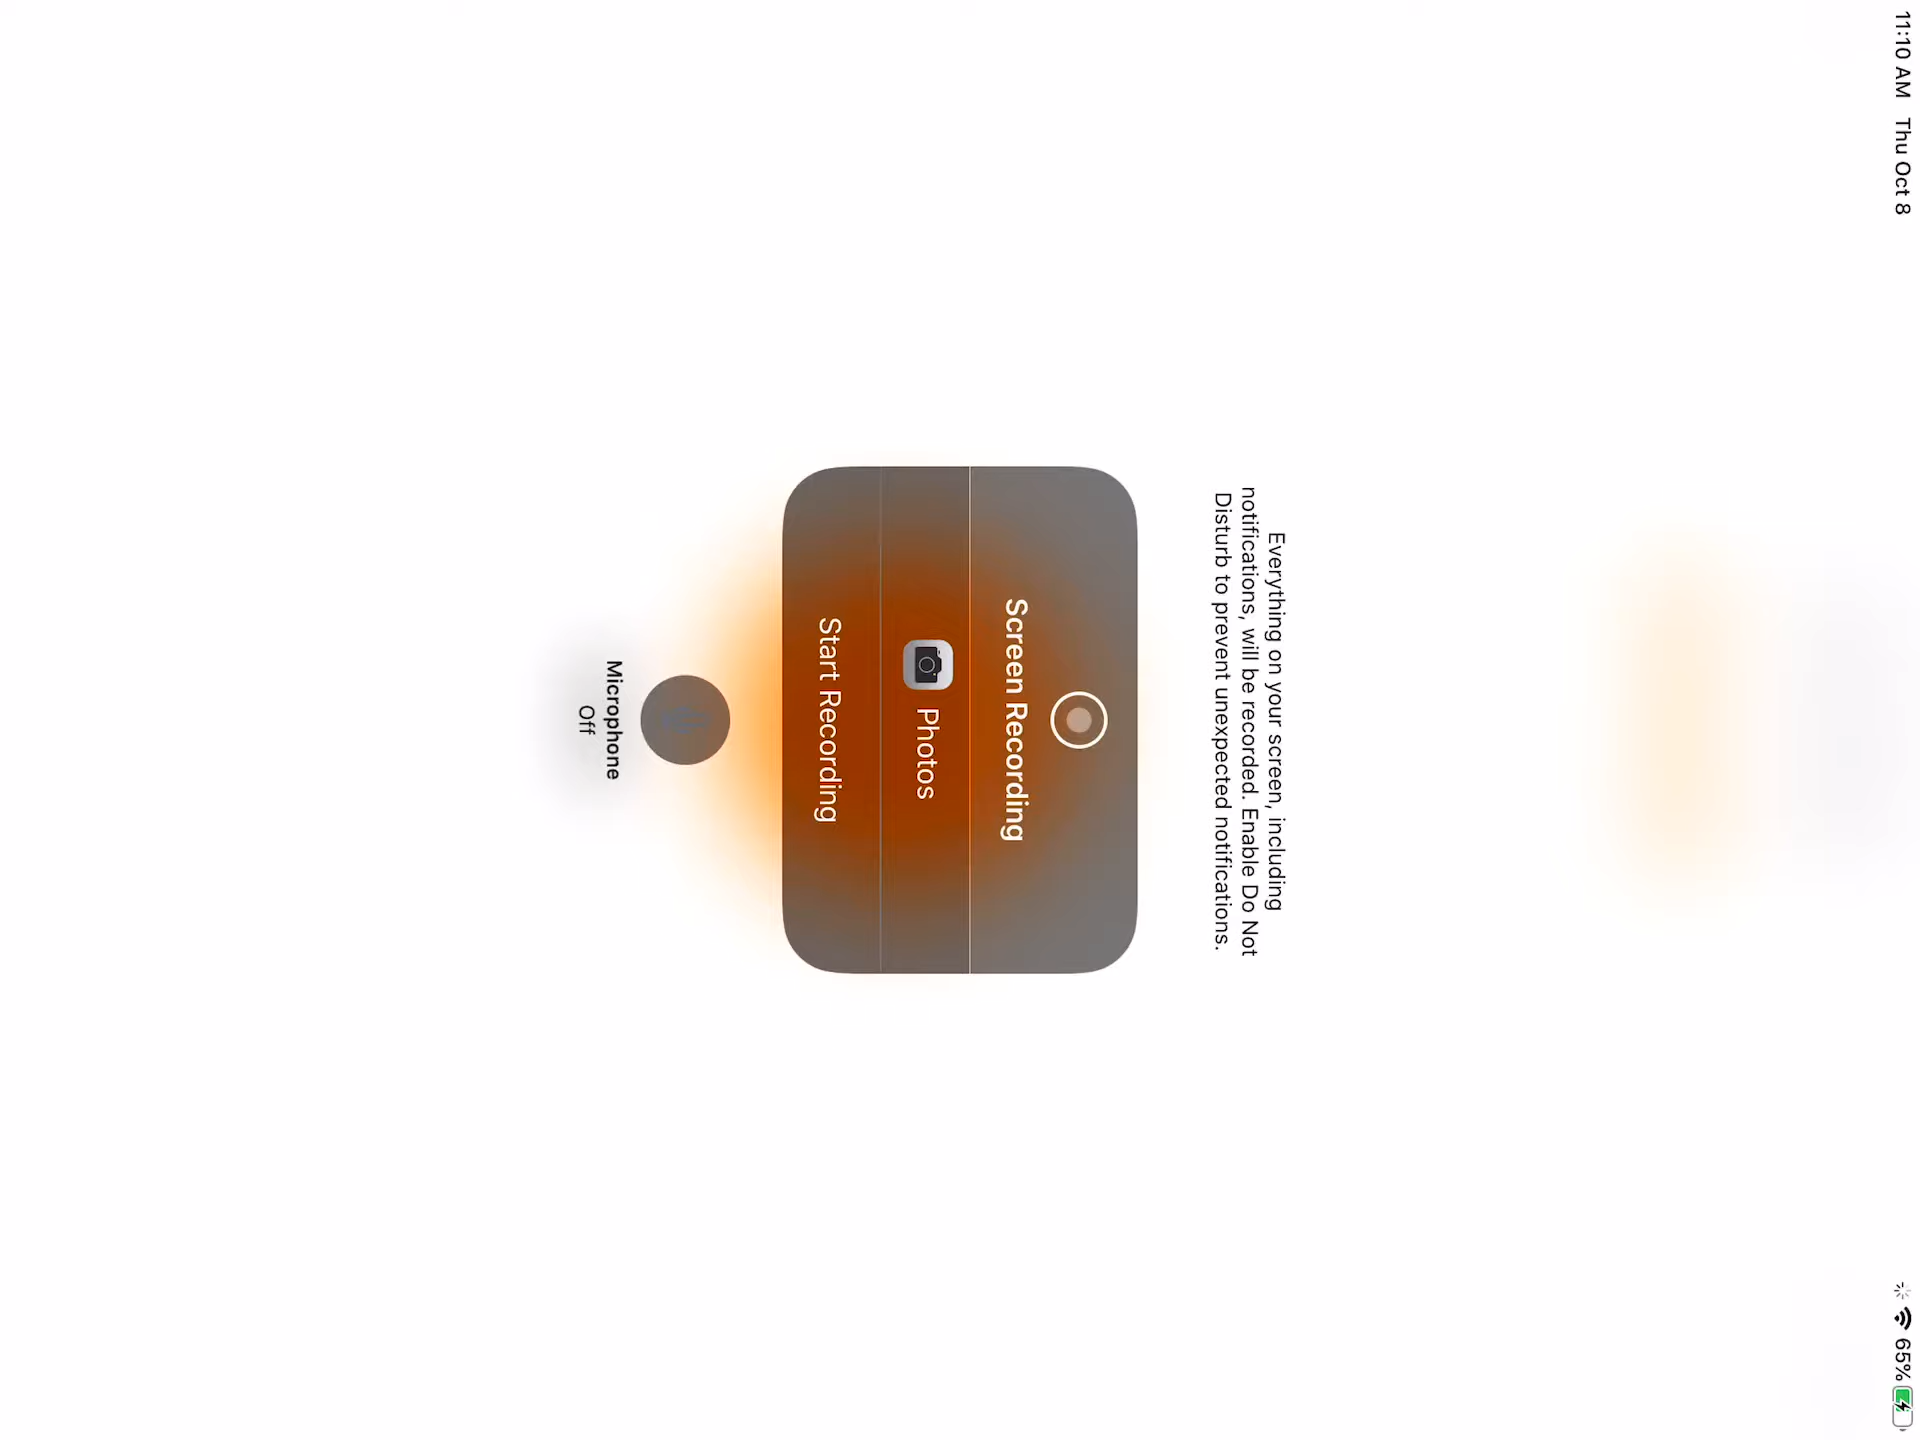 11:10 AM Thu Oct 8
65%
Everything on your screen, including
notifications, will be recorded. Enable Do Not
Disturb to prevent unexpected notifications.
Screen Recording
Photos
Start Recording
Microphone
Off